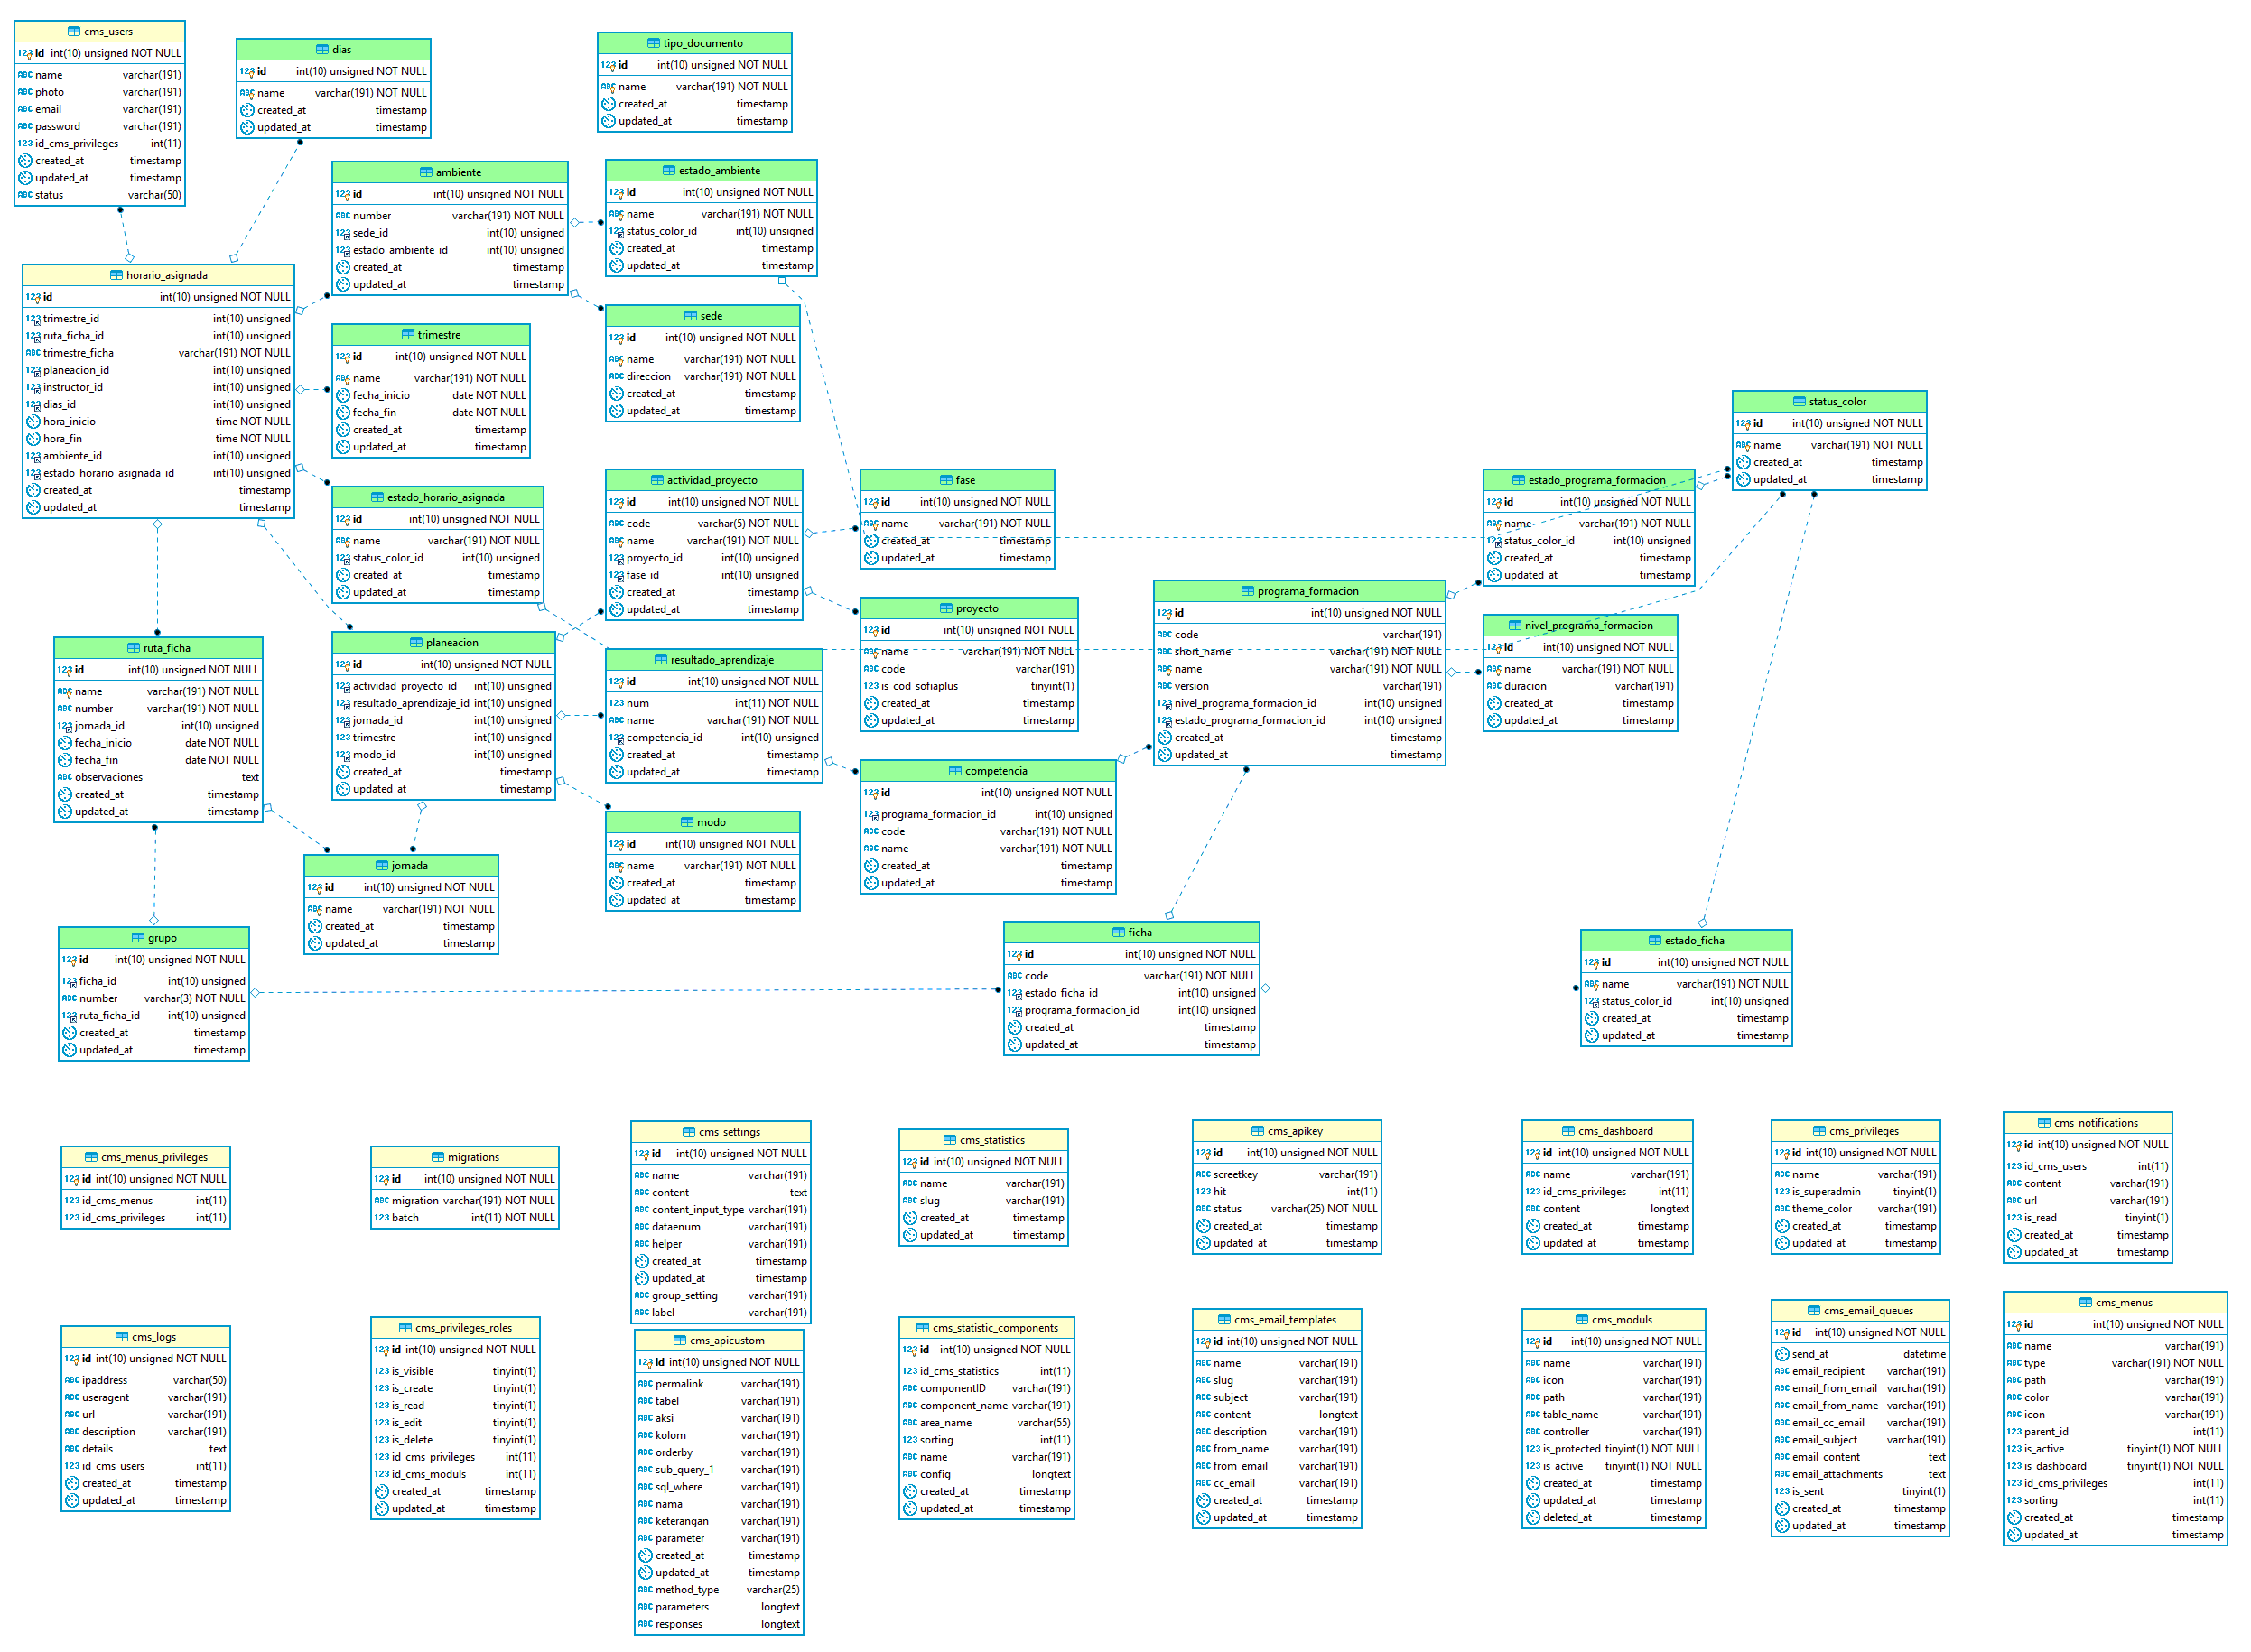 cms_users
id int(10) unsigned NOT NULL
name varchar(191)
photo varchar(191)
email varchar(191)
password varchar(191)
id_cms_privileges int(11)
created_at timestamp
updated_at timestamp
status varchar(50)
dias
id int(10) unsigned NOT NULL
name varchar(191) NOT NULL
created_at timestamp
updated_at timestamp
tipo_documento
id int(10) unsigned NOT NULL
name varchar(191) NOT NULL
created_at timestamp
updated_at timestamp
ambiente
id int(10) unsigned NOT NULL
number varchar(191) NOT NULL
sede_id int(10) unsigned
estado_ambiente_id int(10) unsigned
created_at timestamp
updated_at timestamp
estado_ambiente
id int(10) unsigned NOT NULL
name varchar(191) NOT NULL
status_color_id int(10) unsigned
created_at timestamp
updated_at timestamp
horario_asignada
id int(10) unsigned NOT NULL
trimestre_id int(10) unsigned
ruta_ficha_id int(10) unsigned
trimestre_ficha varchar(191) NOT NULL
planeacion_id int(10) unsigned
instructor_id int(10) unsigned
dias_id int(10) unsigned
hora_inicio time NOT NULL
hora_fin time NOT NULL
ambiente_id int(10) unsigned
estado_horario_asignada_id int(10) unsigned
created_at timestamp
updated_at timestamp
trimestre
id int(10) unsigned NOT NULL
name varchar(191) NOT NULL
fecha_inicio date NOT NULL
fecha_fin date NOT NULL
created_at timestamp
updated_at timestamp
sede
id int(10) unsigned NOT NULL
name varchar(191) NOT NULL
direccion varchar(191) NOT NULL
created_at timestamp
updated_at timestamp
status_color
id int(10) unsigned NOT NULL
name varchar(191) NOT NULL
created_at timestamp
updated_at timestamp
estado_horario_asignada
id int(10) unsigned NOT NULL
name varchar(191) NOT NULL
status_color_id int(10) unsigned
created_at timestamp
updated_at timestamp
actividad_proyecto
id int(10) unsigned NOT NULL
code varchar(5) NOT NULL
name varchar(191) NOT NULL
proyecto_id int(10) unsigned
fase_id int(10) unsigned
created_at timestamp
updated_at timestamp
fase
id int(10) unsigned NOT NULL
name varchar(191) NOT NULL
created_at timestamp
updated_at timestamp
estado_programa_formacion
id int(10) unsigned NOT NULL
name varchar(191) NOT NULL
status_color_id int(10) unsigned
created_at timestamp
updated_at timestamp
ruta_ficha
id int(10) unsigned NOT NULL
name varchar(191) NOT NULL
number varchar(191) NOT NULL
jornada_id int(10) unsigned
fecha_inicio date NOT NULL
fecha_fin date NOT NULL
observaciones text
created_at timestamp
updated_at timestamp
planeacion
id int(10) unsigned NOT NULL
actividad_proyecto_id int(10) unsigned
resultado_aprendizaje_id int(10) unsigned
jornada_id int(10) unsigned
trimestre int(10) unsigned
modo_id int(10) unsigned
created_at timestamp
updated_at timestamp
resultado_aprendizaje
id int(10) unsigned NOT NULL
num int(11) NOT NULL
name varchar(191) NOT NULL
competencia_id int(10) unsigned
created_at timestamp
updated_at timestamp
proyecto
id int(10) unsigned NOT NULL
name varchar(191) NOT NULL
code varchar(191)
is_cod_sofiaplus tinyint(1)
created_at timestamp
updated_at timestamp
programa_formacion
id int(10) unsigned NOT NULL
code varchar(191)
short_name varchar(191) NOT NULL
name varchar(191) NOT NULL
version varchar(191)
nivel_programa_formacion_id int(10) unsigned
estado_programa_formacion_id int(10) unsigned
created_at timestamp
updated_at timestamp
nivel_programa_formacion
id int(10) unsigned NOT NULL
name varchar(191) NOT NULL
duracion varchar(191)
created_at timestamp
updated_at timestamp
competencia
id int(10) unsigned NOT NULL
programa_formacion_id int(10) unsigned
code varchar(191) NOT NULL
name varchar(191) NOT NULL
created_at timestamp
updated_at timestamp
modo
id int(10) unsigned NOT NULL
name varchar(191) NOT NULL
created_at timestamp
updated_at timestamp
jornada
id int(10) unsigned NOT NULL
name varchar(191) NOT NULL
created_at timestamp
updated_at timestamp
grupo
id int(10) unsigned NOT NULL
ficha_id int(10) unsigned
number varchar(3) NOT NULL
ruta_ficha_id int(10) unsigned
created_at timestamp
updated_at timestamp
ficha
id int(10) unsigned NOT NULL
code varchar(191) NOT NULL
estado_ficha_id int(10) unsigned
programa_formacion_id int(10) unsigned
created_at timestamp
updated_at timestamp
estado_ficha
id int(10) unsigned NOT NULL
name varchar(191) NOT NULL
status_color_id int(10) unsigned
created_at timestamp
updated_at timestamp
cms_menus_privileges
id int(10) unsigned NOT NULL
id_cms_menus int(11)
id_cms_privileges int(11)
migrations
id int(10) unsigned NOT NULL
migration varchar(191) NOT NULL
batch int(11) NOT NULL
cms_settings
id int(10) unsigned NOT NULL
name varchar(191)
content text
content_input_type varchar(191)
dataenum varchar(191)
helper varchar(191)
created_at timestamp
updated_at timestamp
group_setting varchar(191)
label varchar(191)
cms_statistics
id int(10) unsigned NOT NULL
name varchar(191)
slug varchar(191)
created_at timestamp
updated_at timestamp
cms_apikey
id int(10) unsigned NOT NULL
screetkey varchar(191)
hit int(11)
status varchar(25) NOT NULL
created_at timestamp
updated_at timestamp
cms_dashboard
id int(10) unsigned NOT NULL
name varchar(191)
id_cms_privileges int(11)
content longtext
created_at timestamp
updated_at timestamp
cms_privileges
id int(10) unsigned NOT NULL
name varchar(191)
is_superadmin tinyint(1)
theme_color varchar(191)
created_at timestamp
updated_at timestamp
cms_notifications
id int(10) unsigned NOT NULL
id_cms_users int(11)
content varchar(191)
url varchar(191)
is_read tinyint(1)
created_at timestamp
updated_at timestamp
cms_logs
id int(10) unsigned NOT NULL
ipaddress varchar(50)
useragent varchar(191)
url varchar(191)
description varchar(191)
details text
id_cms_users int(11)
created_at timestamp
updated_at timestamp
cms_privileges_roles
id int(10) unsigned NOT NULL
is_visible tinyint(1)
is_create tinyint(1)
is_read tinyint(1)
is_edit tinyint(1)
is_delete tinyint(1)
id_cms_privileges int(11)
id_cms_moduls int(11)
created_at timestamp
updated_at timestamp
cms_apicustom
id int(10) unsigned NOT NULL
permalink varchar(191)
tabel varchar(191)
aksi varchar(191)
kolom varchar(191)
orderby varchar(191)
sub_query_1 varchar(191)
sql_where varchar(191)
nama varchar(191)
keterangan varchar(191)
parameter varchar(191)
created_at timestamp
updated_at timestamp
method_type varchar(25)
parameters longtext
responses longtext
cms_statistic_components
id int(10) unsigned NOT NULL
id_cms_statistics int(11)
componentID varchar(191)
component_name varchar(191)
area_name varchar(55)
sorting int(11)
name varchar(191)
config longtext
created_at timestamp
updated_at timestamp
cms_email_templates
id int(10) unsigned NOT NULL
name varchar(191)
slug varchar(191)
subject varchar(191)
content longtext
description varchar(191)
from_name varchar(191)
from_email varchar(191)
cc_email varchar(191)
created_at timestamp
updated_at timestamp
cms_moduls
id int(10) unsigned NOT NULL
name varchar(191)
icon varchar(191)
path varchar(191)
table_name varchar(191)
controller varchar(191)
is_protected tinyint(1) NOT NULL
is_active tinyint(1) NOT NULL
created_at timestamp
updated_at timestamp
deleted_at timestamp
cms_email_queues
id int(10) unsigned NOT NULL
send_at datetime
email_recipient varchar(191)
email_from_email varchar(191)
email_from_name varchar(191)
email_cc_email varchar(191)
email_subject varchar(191)
email_content text
email_attachments text
is_sent tinyint(1)
created_at timestamp
updated_at timestamp
cms_menus
id int(10) unsigned NOT NULL
name varchar(191)
type varchar(191) NOT NULL
path varchar(191)
color varchar(191)
icon varchar(191)
parent_id int(11)
is_active tinyint(1) NOT NULL
is_dashboard tinyint(1) NOT NULL
id_cms_privileges int(11)
sorting int(11)
created_at timestamp
updated_at timestamp